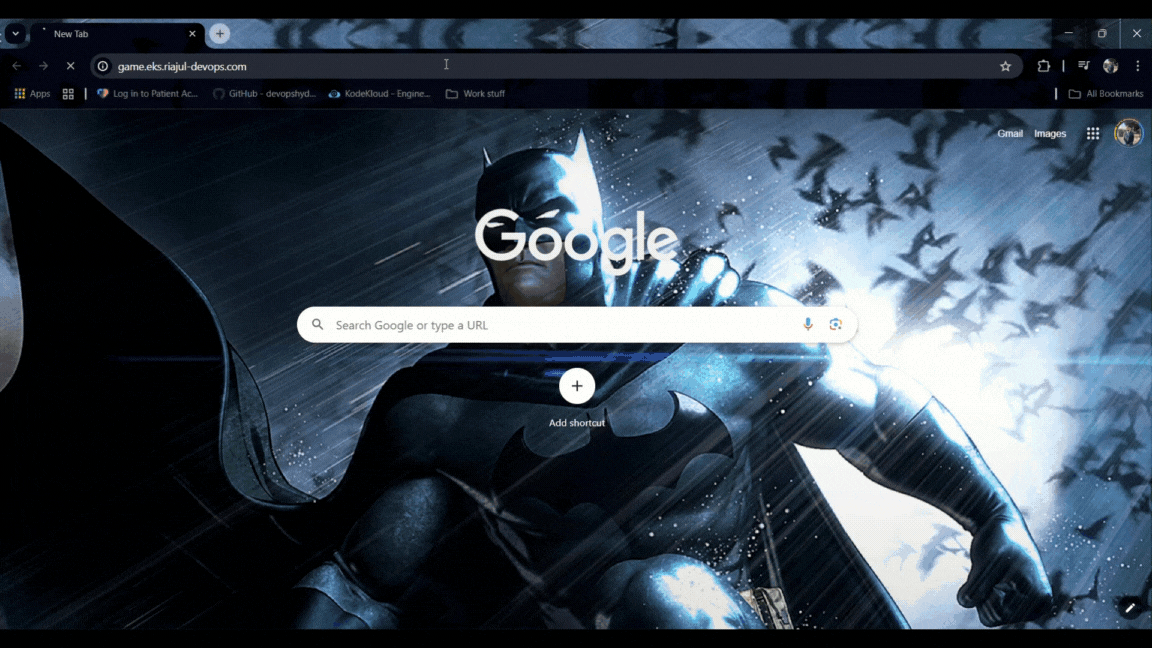 New Tab
game.eks.riajul-devops.com
Apps
Log in to Patient Ac...
GitHub - devopshyd...
KodeKloud - Engine...
Work stuff
All Bookmarks
Gmail
Images
Google
Search Google or type a URL
Add shortcut